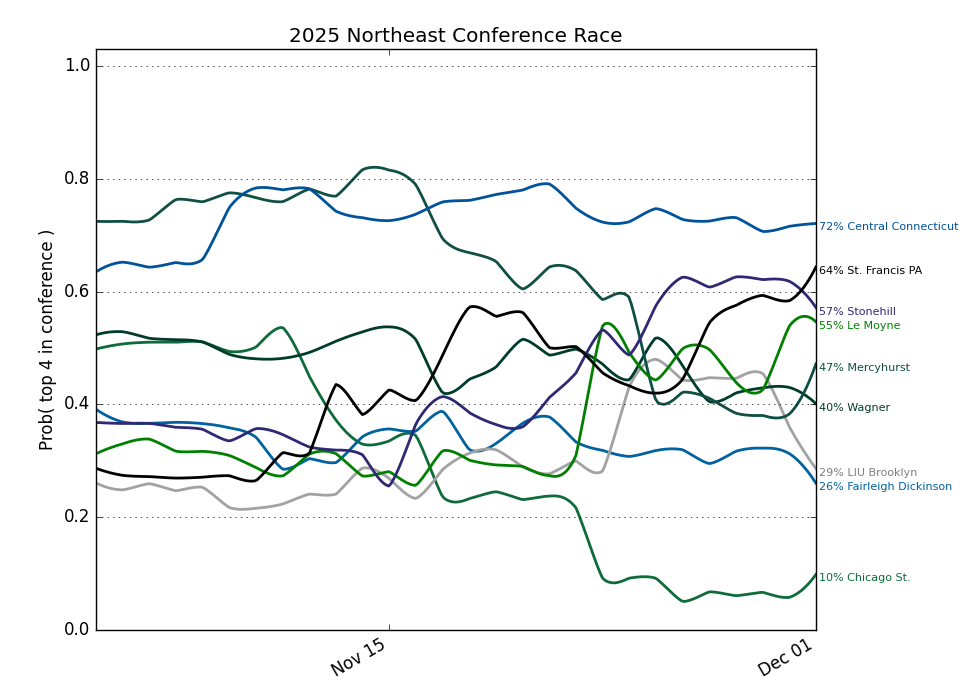 2025 Northeast Conference Race
Prob( top 4 in conference )
1.0
0.8
0.6
0.4
0.2
0.0
Nov 15
Dec 01
72% Central Connecticut
64% St. Francis PA
57% Stonehill
55% Le Moyne
47% Mercyhurst
40% Wagner
29% LIU Brooklyn
26% Fairleigh Dickinson
10% Chicago St.